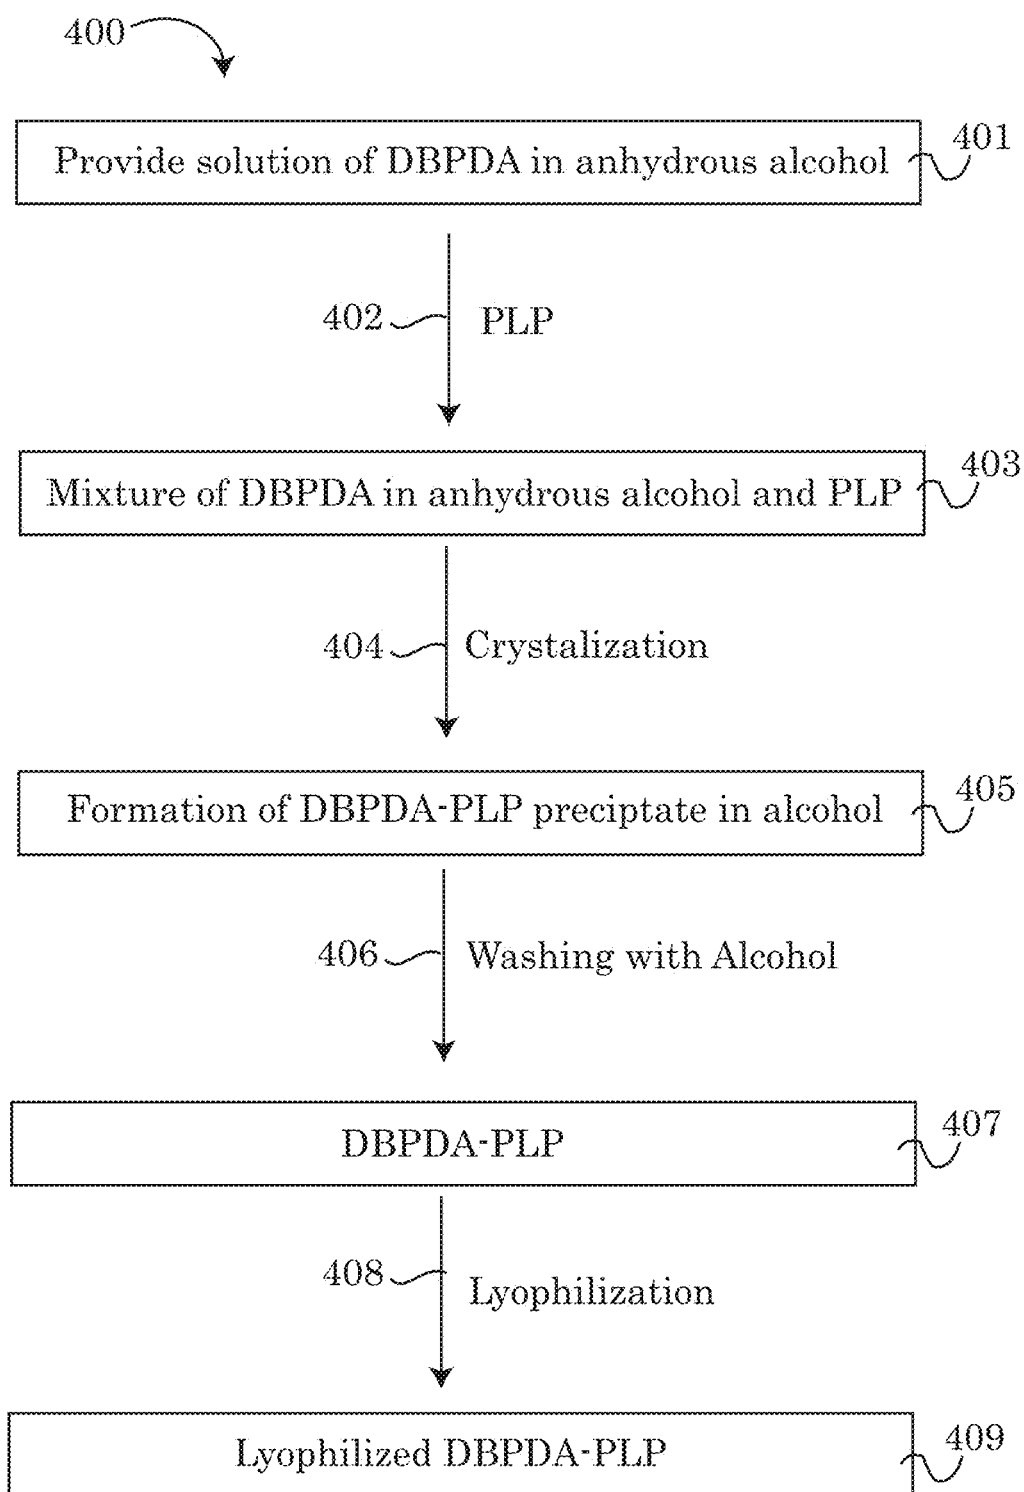 400
Provide solution of DBPDA in anhydrous alcohol
401
402
PLP
Mixture of DBPDA in anhydrous alcohol and PLP
403
404
Crystalization
Formation of DBPDA-PLP preciptate in alcohol
405
406
Washing with Alcohol
DBPDA-PLP
407
408
Lyophilization
Lyophilized DBPDA-PLP
409